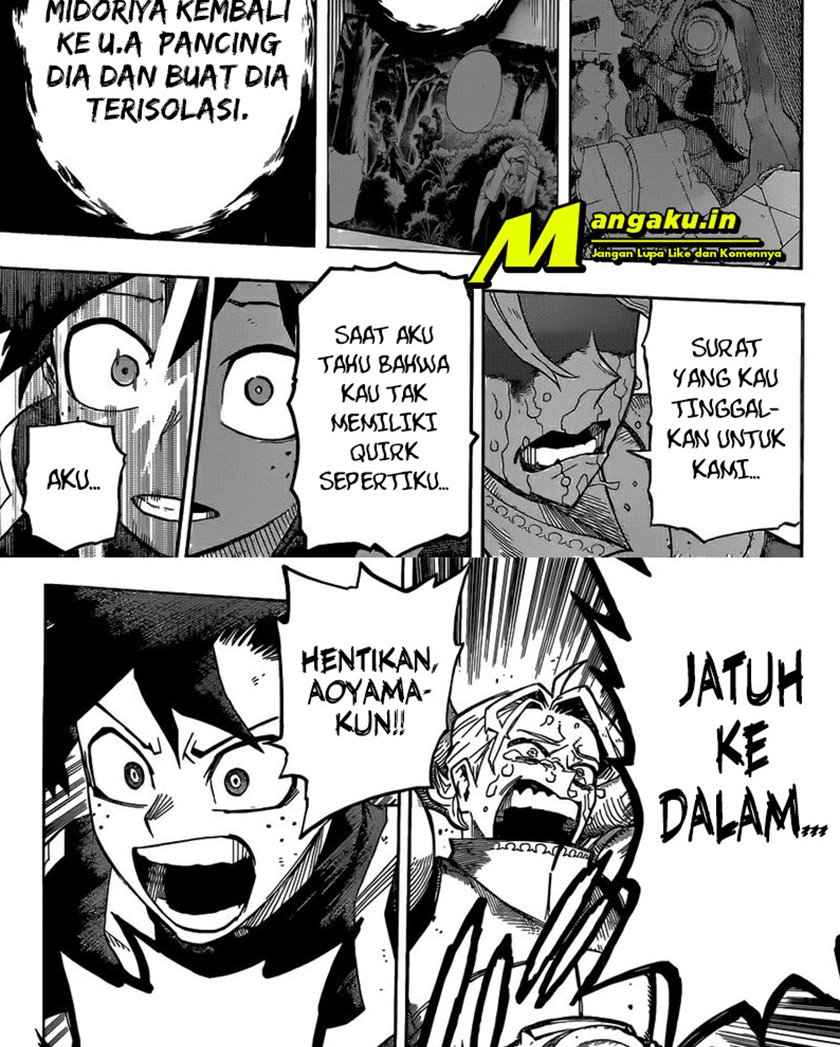 MIDORIYA KEMBALI
KE U.A PANCING
DIA DAN BUAT DIA
TERISOLASI.
Mangaku.in
Jangan Lupa Like dan Komennya
SURAT
YANG KAU
TINGGAL-
KAN UNTUK
KAMI...
SAAT AKU
TAHU BAHWA
KAU TAK
MEMILIKI
QUIRK
SEPERTIKU...
AKU...
JATUH
KE
DALAM...
HENTIKAN,
AOYAMA-
KUN!!